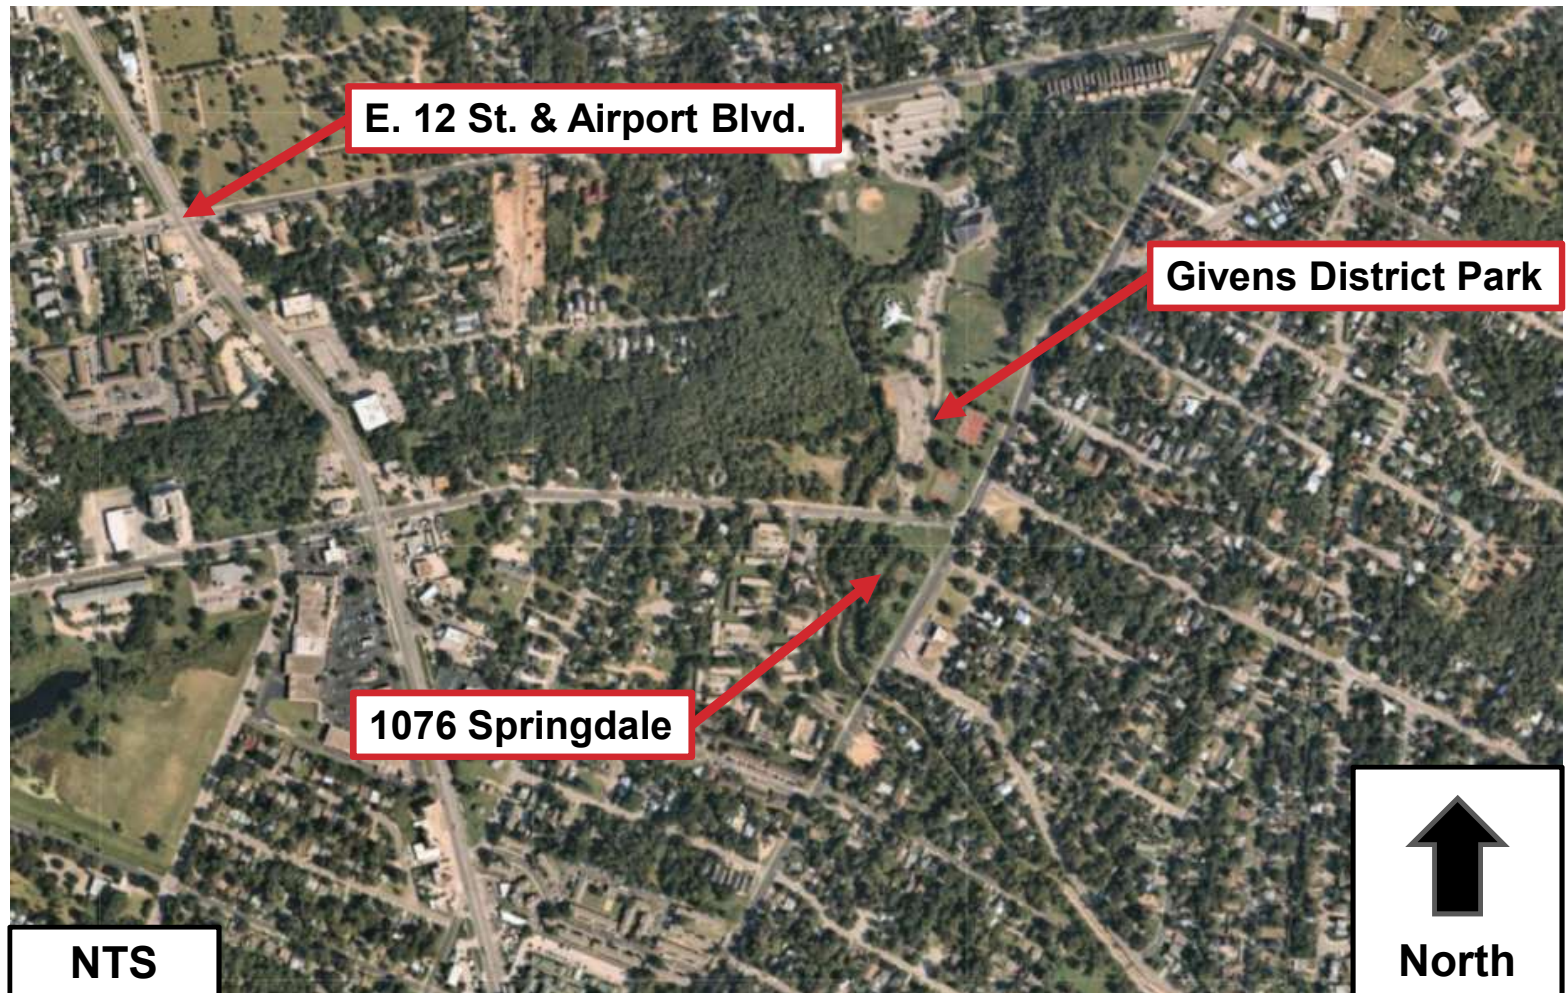 E. 12 St. & Airport Blvd.
Givens District Park
1076 Springdale
NTS
North